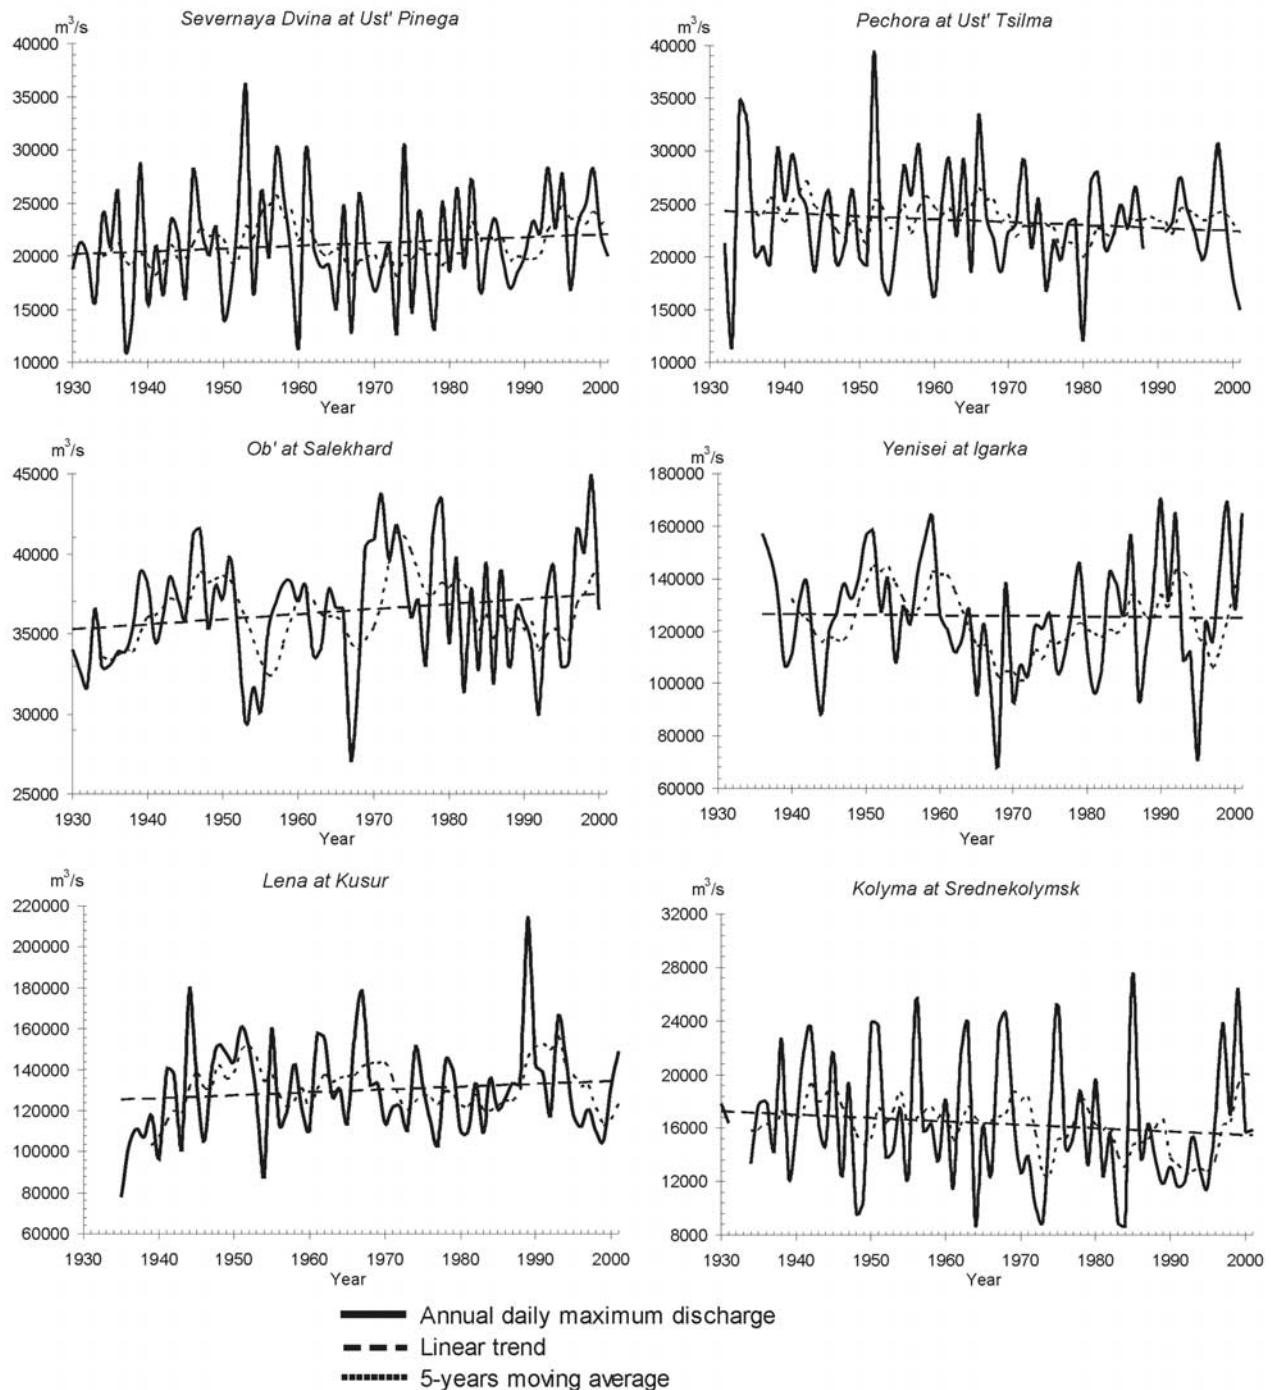 Severnaya Dvina at Ust' Pinega
m³/s
40000
35000
30000
25000
20000
15000
10000
1930 1940 1950 1960 1970 1980 1990 2000
Year
Pechora at Ust' Tsilma
m³/s
40000
35000
30000
25000
20000
15000
10000
1930 1940 1950 1960 1970 1980 1990 2000
Year
Ob' at Salekhard
m³/s
45000
40000
35000
30000
25000
1930 1940 1950 1960 1970 1980 1990 2000
Year
Yenisei at Igarka
m³/s
180000
160000
140000
120000
100000
80000
60000
1930 1940 1950 1960 1970 1980 1990 2000
Year
Lena at Kusur
m³/s
220000
200000
180000
160000
140000
120000
100000
80000
60000
1930 1940 1950 1960 1970 1980 1990 2000
Year
Kolyma at Srednekolymsk
m³/s
32000
28000
24000
20000
16000
12000
8000
1930 1940 1950 1960 1970 1980 1990 2000
Year
Annual daily maximum discharge
Linear trend
5-years moving average